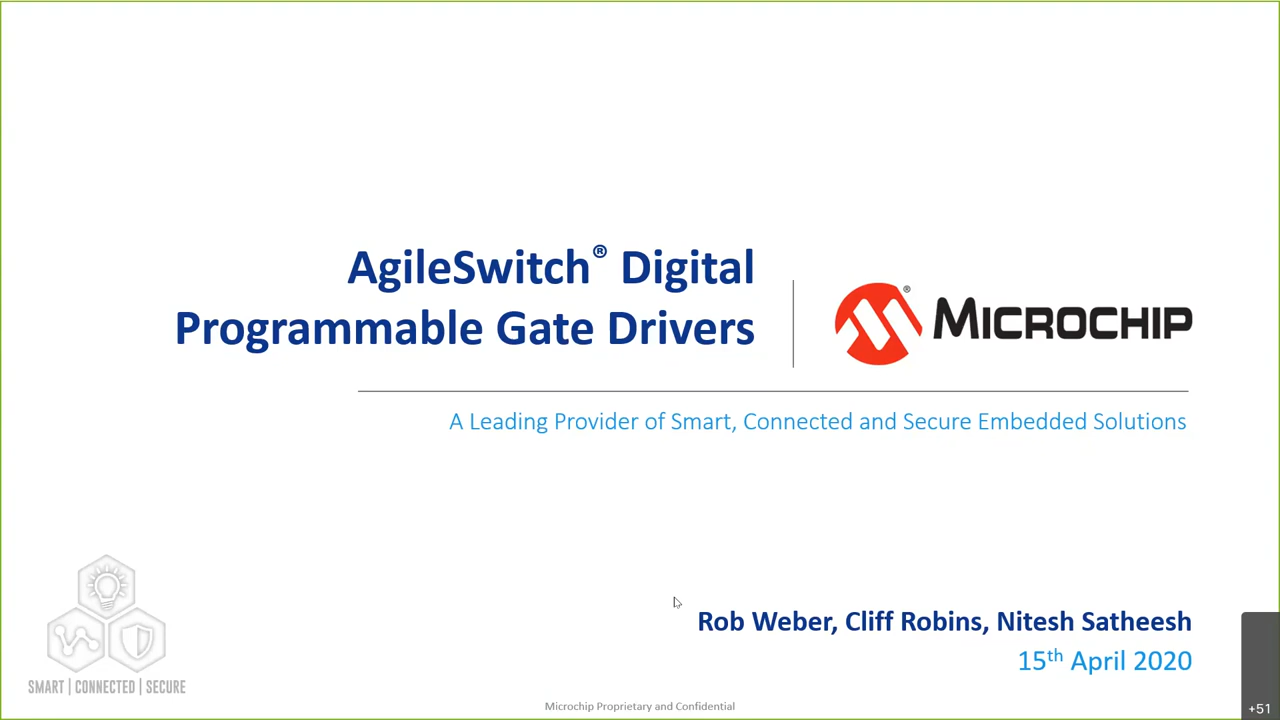 AgileSwitch® Digital
Programmable Gate Drivers
MICROCHIP®
A Leading Provider of Smart, Connected and Secure Embedded Solutions
Rob Weber, Cliff Robins, Nitesh Satheesh
15th April 2020
SMART | CONNECTED | SECURE
Microchip Proprietary and Confidential
+51